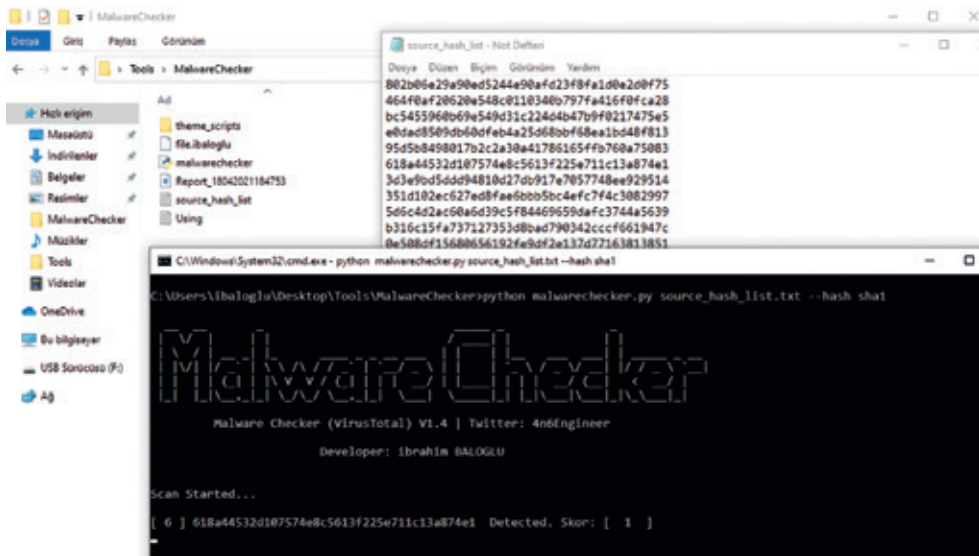 MalwareChecker
Dosya Giriş Paylaş Görünüm
Tools > MalwareChecker
Ad
Hızlı erişim
Masaüstü
İndirilenler
Belgeler
Resimler
MalwareChecker
Müzikler
Tools
Videolar
OneDrive
Bu bilgisayar
USB Sürücüsü (F:)
Ağ
theme_scripts
file.ibaloglu
malwarechecker
Report_18042021184753
source_hash_list
Using
source_hash_list - Not Defteri
Dosya Düzen Biçim Görünüm Yardım
802b06e29a90ed5244e90afd23f8fa1d0e2d0f75
464f0af20620e548c0110340b797fa416f0fca28
bc5455960b69e549d31c224d4b47b9f0217475e5
e0dad8509db60dfeb4a25d68bbf68ea1bd48f813
95d5b8498017b2c2a30a41786165ffb760a75083
618a44532d107574e8c5613f225e711c13a874e1
3d3e9bd5ddd94810d27db917e7057748ee929514
351d102ec627ed8fae6bbb5bc4efc7f4c3082997
5d6c4d2ac60a6d39c5f84469659dafc3744a5639
b316c15fa737127353d8bad790342cccf661947c
0e508df15680656192fe9df2e137d77163813851
C:\Windows\System32\cmd.exe - python malwarechecker.py source_hash_list.txt --hash sha1
C:\Users\ibaloglu\Desktop\Tools\MalwareChecker>python malwarechecker.py source_hash_list.txt --hash sha1
Malware Checker
Malware Checker (VirusTotal) V1.4 | Twitter: 4n6Engineer
Developer: ibrahim BALOGLU
Scan Started...
[ 6 ] 618a44532d107574e8c5613f225e711c13a874e1 Detected. Skor: [ 1 ]